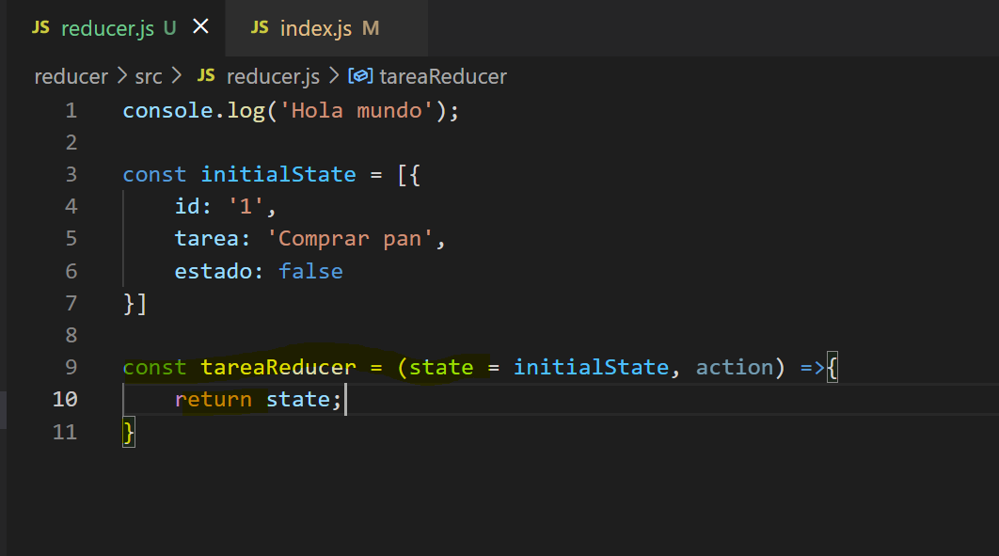 JS reducer.js U X JS index.js M
reducer > src > JS reducer.js > tareaReducer
1 console.log('Hola mundo');
2
3 const initialState = [{
4 id: '1',
5 tarea: 'Comprar pan',
6 estado: false
7 }]
8
9 const tareaReducer = (state = initialState, action) =>{
10 return state;
11 }